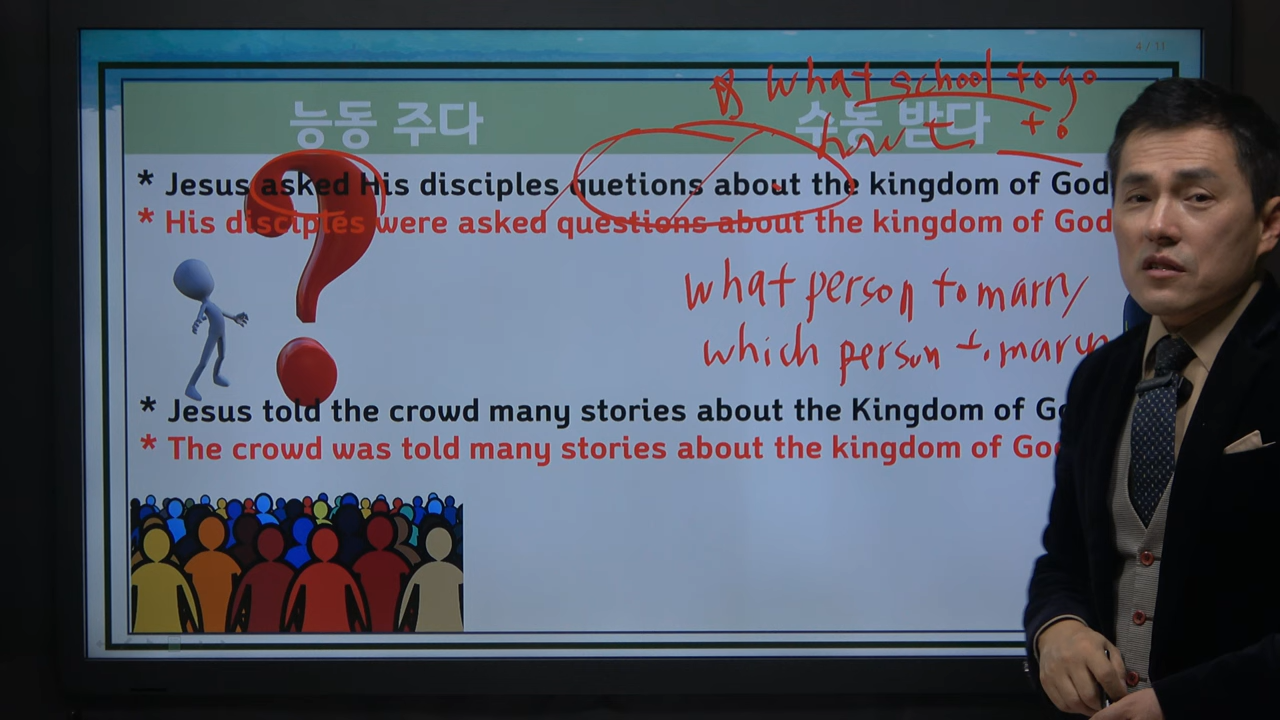 4 / 11
what school to go
능동 주다 수동 받다
how to
to
* Jesus asked His disciples quetions about the kingdom of God
* His disciples were asked questions about the kingdom of God
what person to marry
which person to marry
* Jesus told the crowd many stories about the Kingdom of Go
* The crowd was told many stories about the kingdom of Go